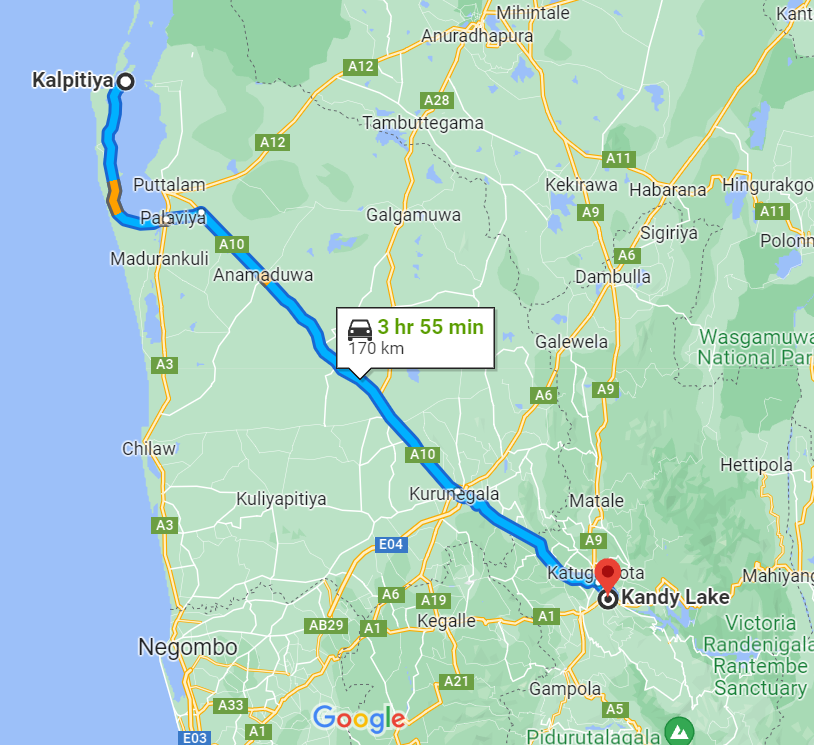 Mihintale
Kant
Anuradhapura
Kalpitiya
A12
A28
Tambuttegama
A12
A11
Puttalam
Kekirawa
Habarana
Hingurakgo
Palaviya
Galgamuwa
A9
A11
A10
Sigiriya
Polonn
Madurankuli
A6
Anamaduwa
Dambulla
3 hr 55 min
170 km
Galewela
Wasgamuwa
National Par
A3
A6
A9
Chilaw
A10
Hettipola
Kuliyapitiya
Kurunegala
Matale
A3
E04
A9
Mahiyang
A6
A19
Kandy Lake
AB29
A1
Kegalle
A1
Victoria
Randenigala
Rantembe
Sanctuary
Negombo
A21
Gampola
A33
Google
A5
E03
A1
Pidurutalagala